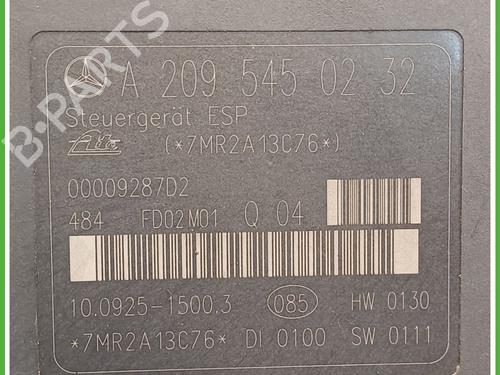 A 209 545 02 32
Steuergerät ESP
Ate (*7MR2A13C76*)
00009287D2
484 FD02M01 Q 04
10.0925-1500.3 085 HW 0130
*7MR2A13C76* DI 0100 SW 0111
B-PARTS